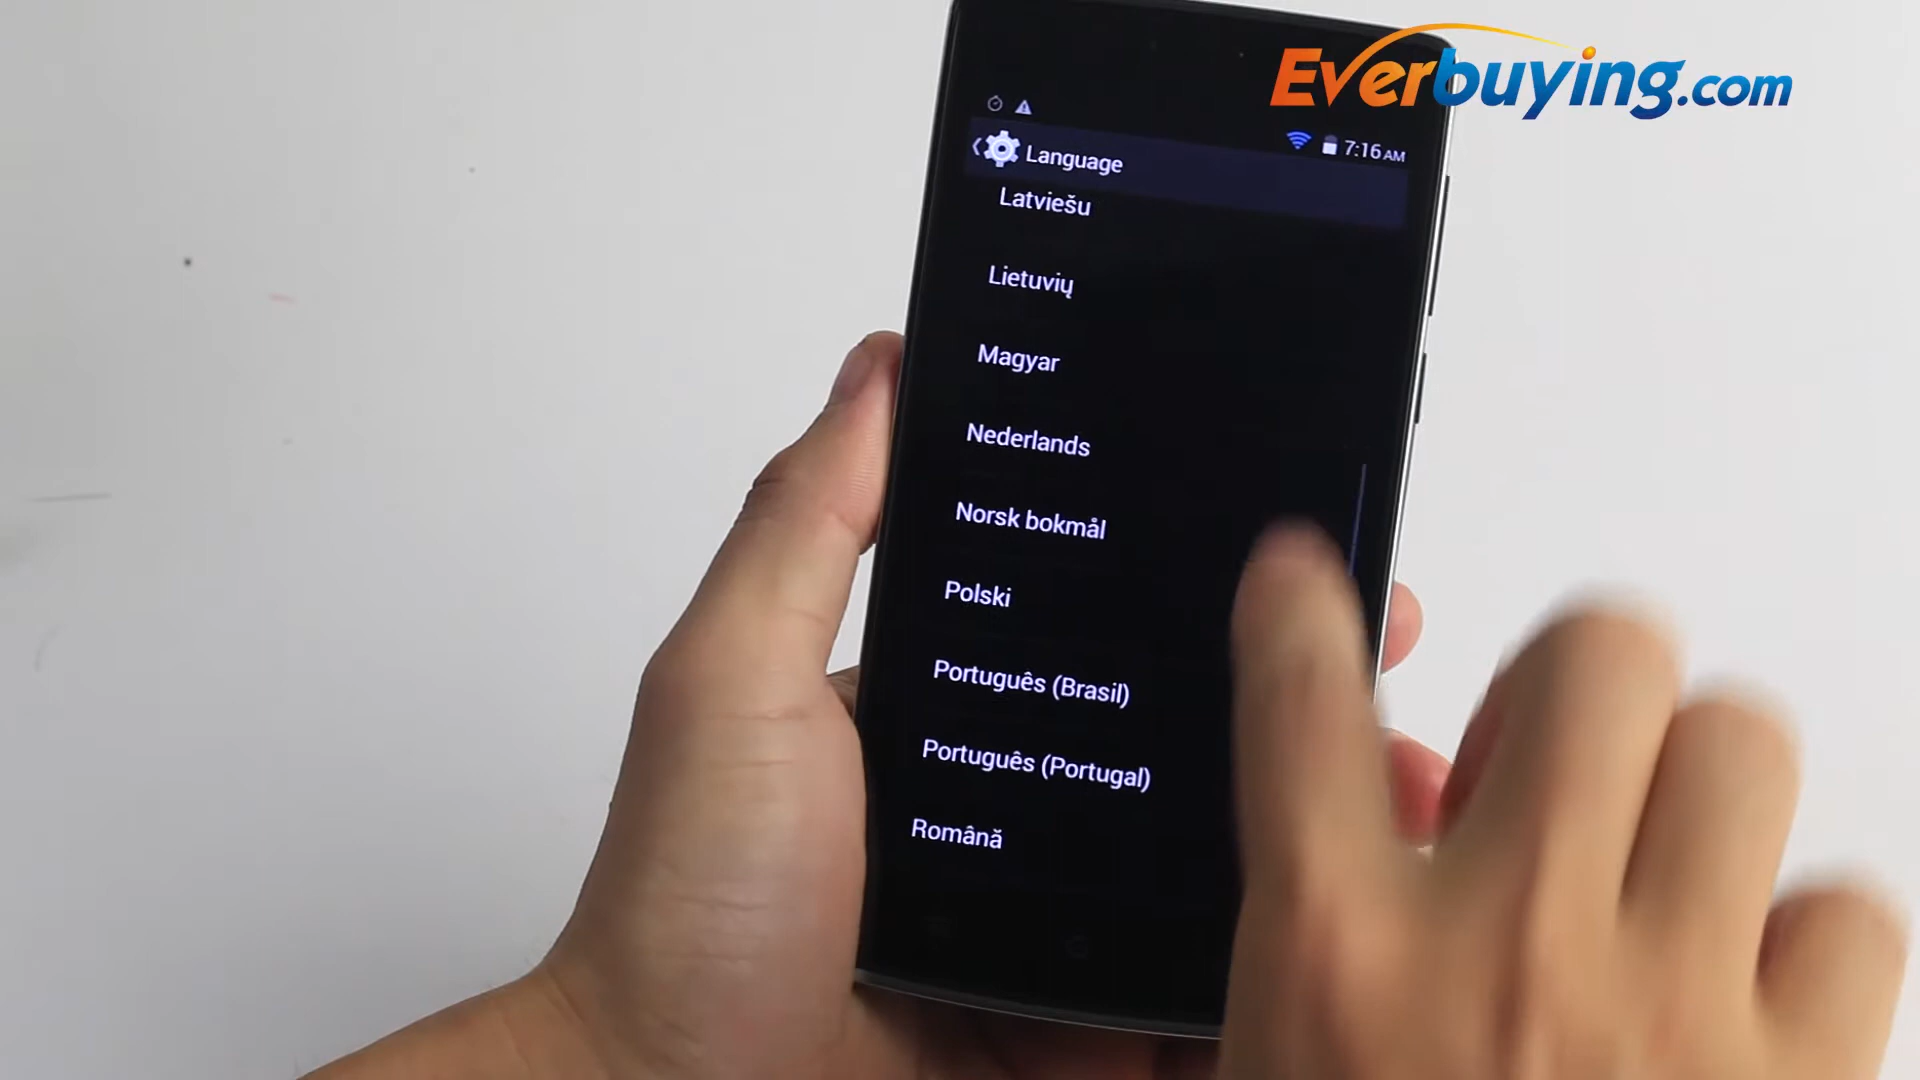 Everbuying.com
7:16 AM
Language
Latviešu
Lietuvių
Magyar
Nederlands
Norsk bokmål
Polski
Português (Brasil)
Português (Portugal)
Română